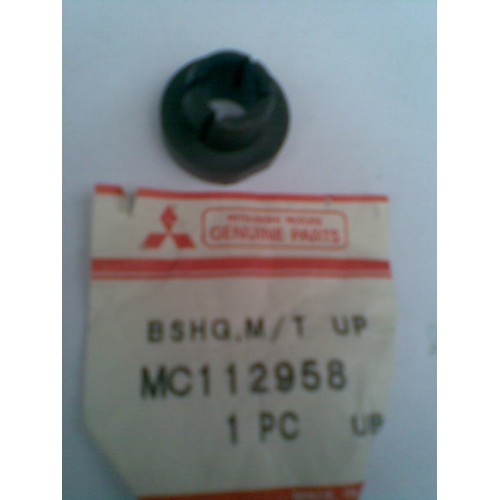 MITSUBISHI MOTORS
GENUINE PARTS
BSHG,M/T UP
MC112958
1 PC UP